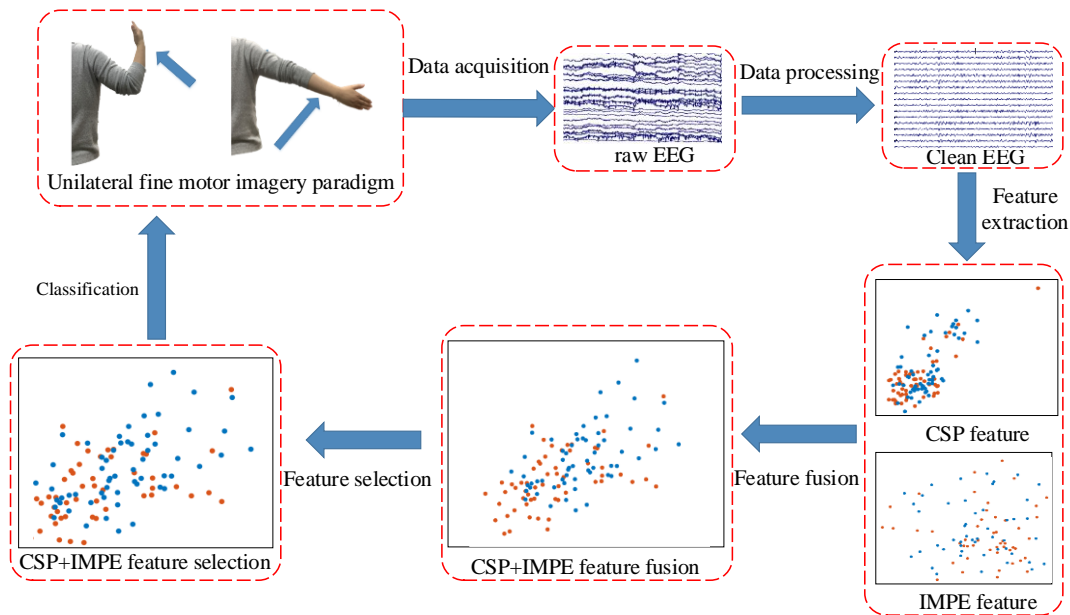 Unilateral fine motor imagery paradigm
Data acquisition
raw EEG
Data processing
Clean EEG
Feature
extraction
CSP feature
IMPE feature
Feature fusion
CSP+IMPE feature fusion
Feature selection
CSP+IMPE feature selection
Classification